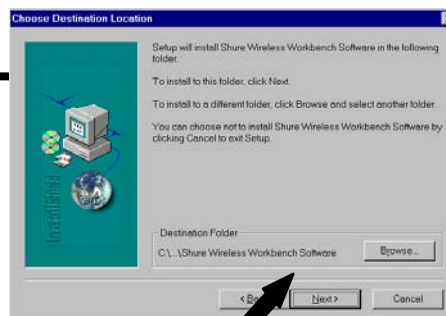 Choose Destination Location
Setup will install Shure Wireless Workbench Software in the following
folder.
To install to this folder, click Next.
To install to a different folder, click Browse and select another folder.
You can choose not to install Shure Wireless Workbench Software by
clicking Cancel to exit Setup.
InstallShield
Destination Folder
C:\...\Shure Wireless Workbench Software
Browse...
Next >
Cancel